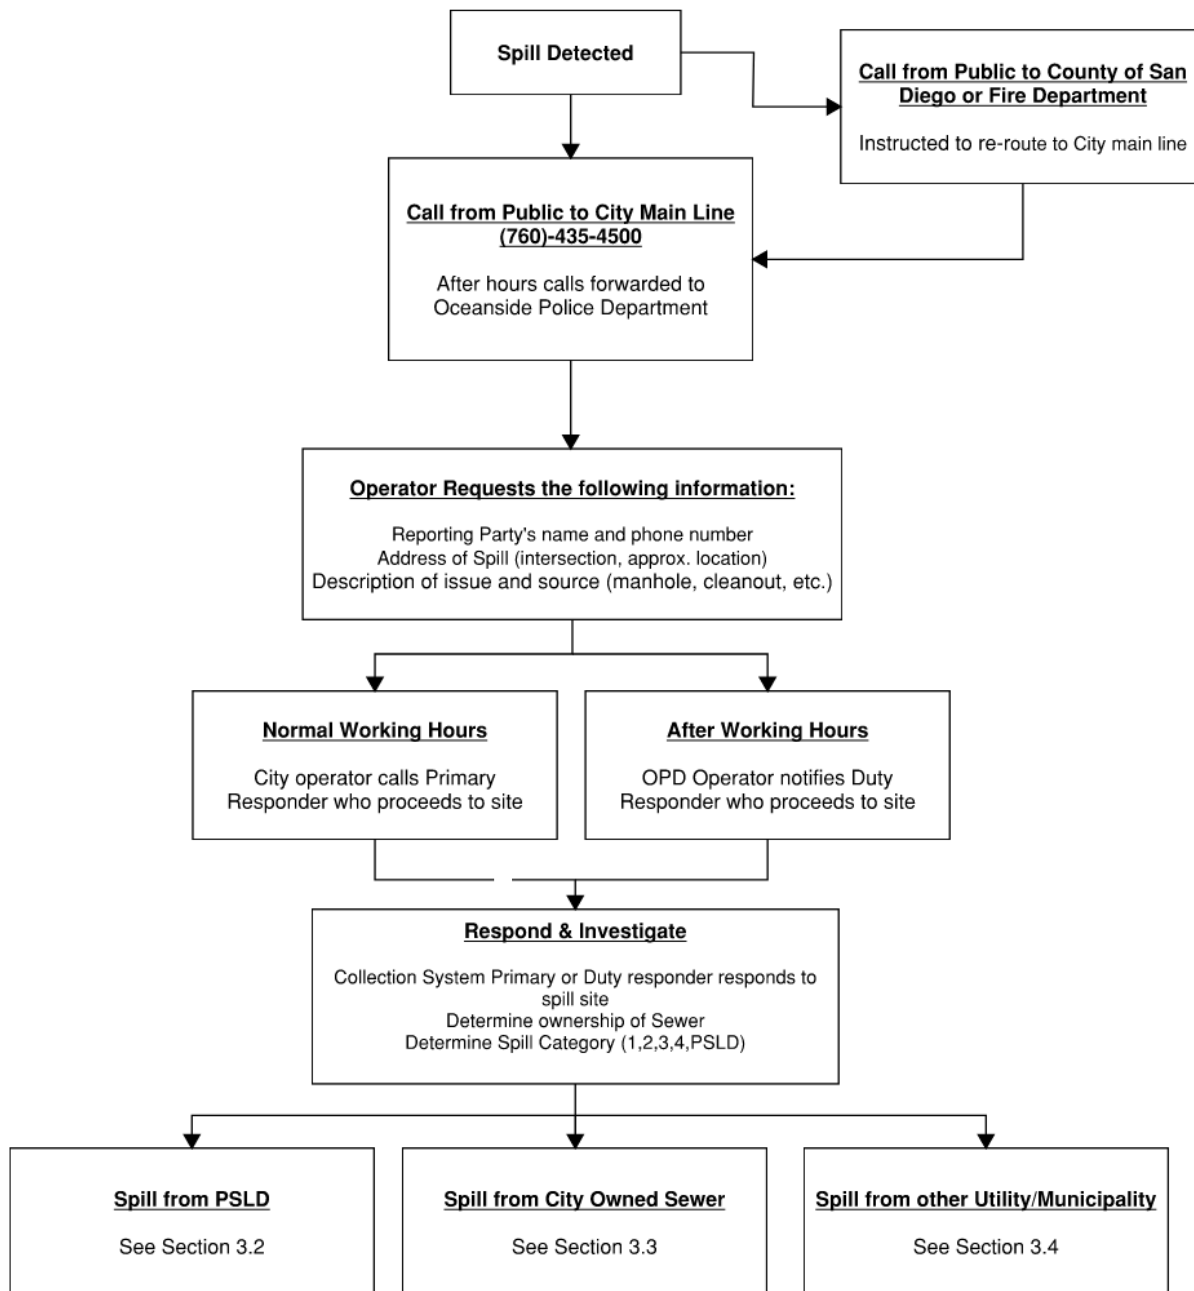 Spill Detected
Call from Public to County of San
Diego or Fire Department
Instructed to re-route to City main line
Call from Public to City Main Line
(760)-435-4500
After hours calls forwarded to
Oceanside Police Department
Operator Requests the following information:
Reporting Party's name and phone number
Address of Spill (intersection, approx. location)
Description of issue and source (manhole, cleanout, etc.)
Normal Working Hours
City operator calls Primary
Responder who proceeds to site
After Working Hours
OPD Operator notifies Duty
Responder who proceeds to site
Respond & Investigate
Collection System Primary or Duty responder responds to
spill site
Determine ownership of Sewer
Determine Spill Category (1,2,3,4,PSLD)
Spill from PSLD
See Section 3.2
Spill from City Owned Sewer
See Section 3.3
Spill from other Utility/Municipality
See Section 3.4